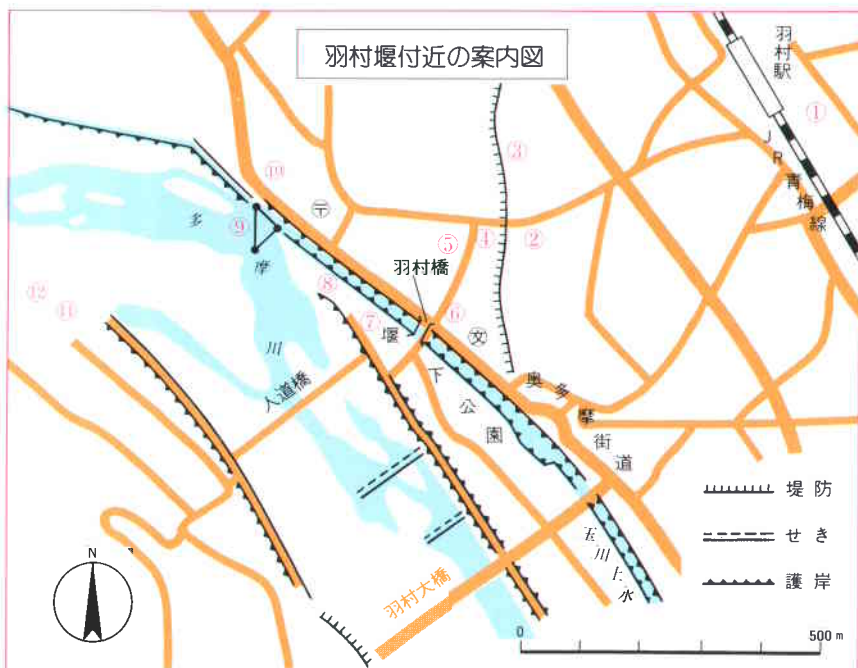 羽村堰付近の案内図
羽村駅
①
JR青梅線
③
⑩
〒
⑨
多摩川
⑤
④
②
羽村橋
⑧
⑦
⑥
⑫
⑪
堰下公園
文
人道橋
奥多摩街道
玉川上水
羽村大橋
堤防
せき
護岸
N
0
500m